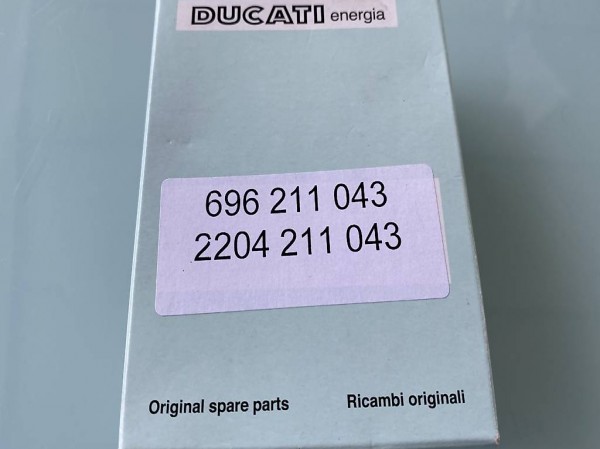 DUCATI energia
696 211 043
2204 211 043
Original spare parts Ricambi originali